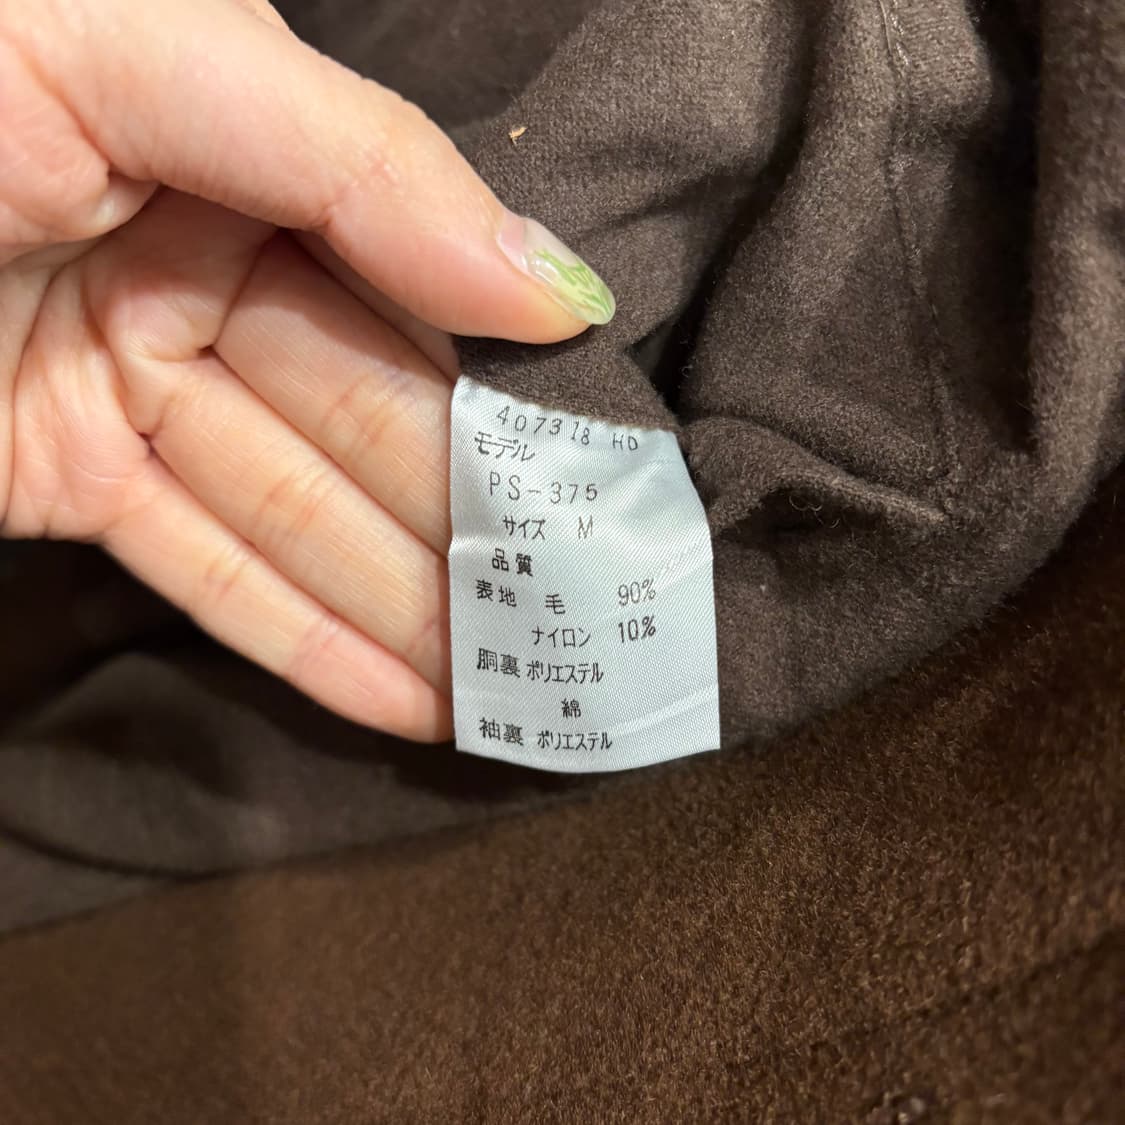 407318 HD
モデル
PS-375
サイズ M
品質
表地 毛 90%
ナイロン 10%
胴裏 ポリエステル
綿
袖裏 ポリエステル